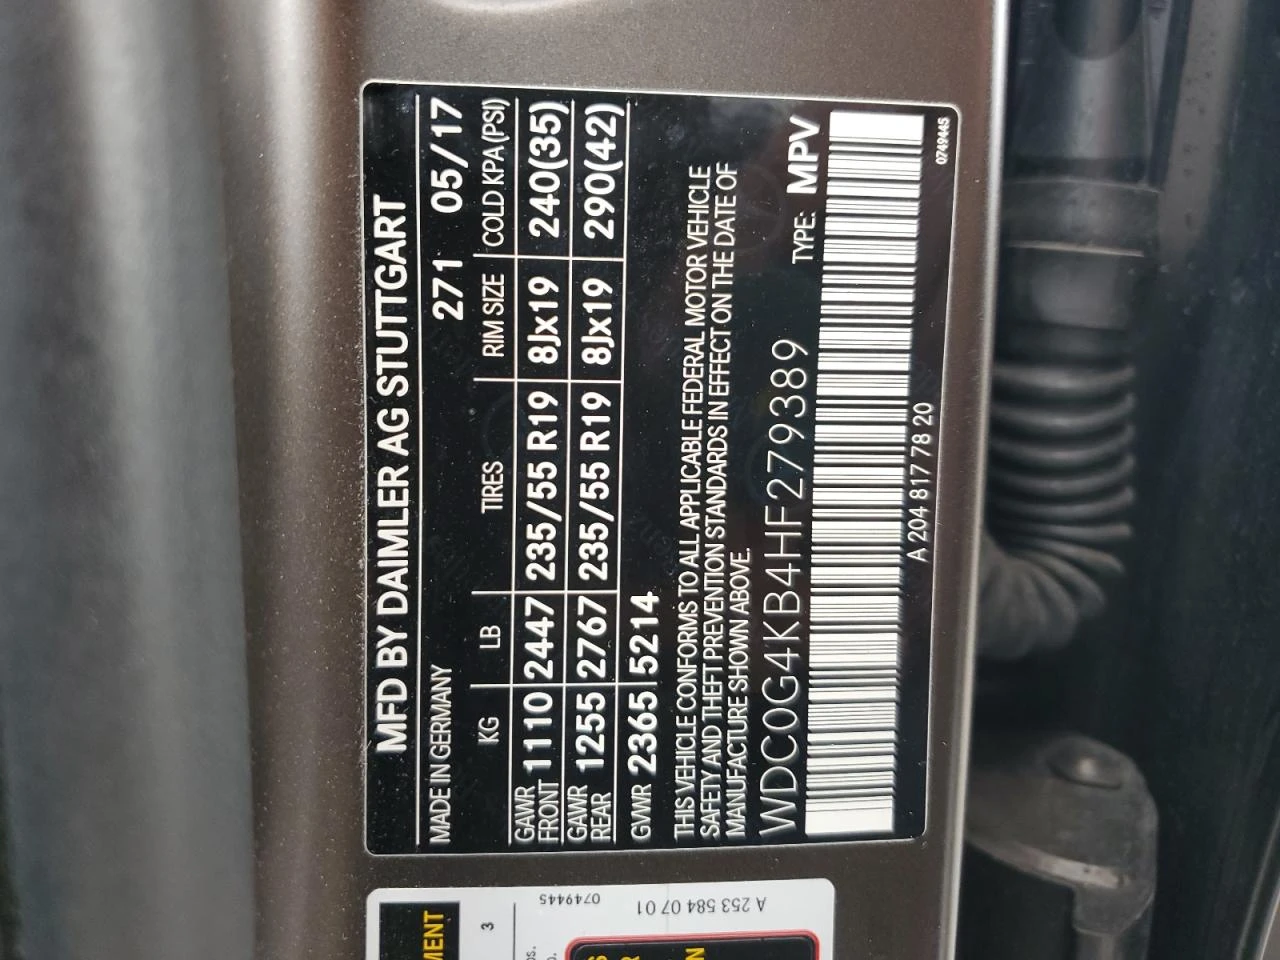 MFD BY DAIMLER AG STUTTGART
MADE IN GERMANY 271 05/17
KG LB TIRES RIM SIZE COLD KPA (PSI)
GAWR FRONT 1110 2447 235/55 R19 8Jx19 240(35)
GAWR REAR 1255 2767 235/55 R19 8Jx19 290(42)
GVWR 2365 5214
THIS VEHICLE CONFORMS TO ALL APPLICABLE FEDERAL MOTOR VEHICLE
SAFETY AND THEFT PREVENTION STANDARDS IN EFFECT ON THE DATE OF
MANUFACTURE SHOWN ABOVE.
WDC0G4KB4HF279389 TYPE: MPV
A 204 817 78 20
0749445
MENT
3
0749445
A 253 584 07 01